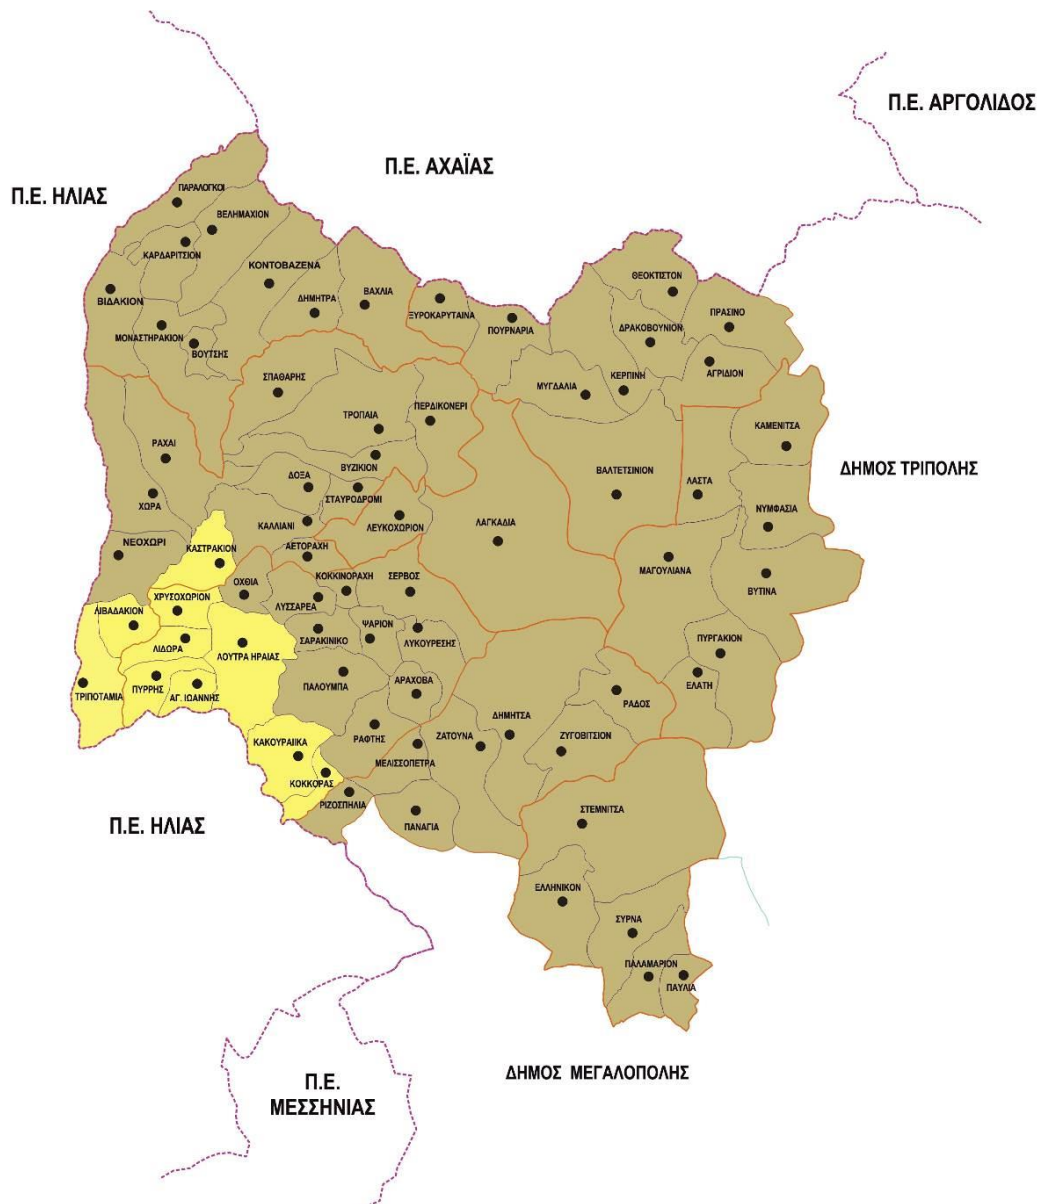 Π.Ε. ΑΡΓΟΛΙΔΟΣ
Π.Ε. ΑΧΑΪΑΣ
Π.Ε. ΗΛΙΑΣ
ΠΑΡΑΛΟΓΚΟΙ
ΒΕΛΗΜΑΧΙΟΝ
ΚΑΡΔΑΡΙΤΣΙΟΝ
ΚΟΝΤΟΒΑΖΕΝΑ
ΘΕΟΚΤΙΣΤΟΝ
ΒΙΔΑΚΙΟΝ
ΔΗΜΗΤΡΑ
ΒΑΧΛΙΑ
ΞΥΡΟΚΑΡΥΤΑΙΝΑ
ΠΟΥΡΝΑΡΙΑ
ΔΡΑΚΟΒΟΥΝΙΟΝ
ΠΡΑΣΙΝΟ
ΜΟΝΑΣΤΗΡΑΚΙΟΝ
ΒΟΥΤΣΗΣ
ΣΠΑΘΑΡΗΣ
ΜΥΓΔΑΛΙΑ
ΚΕΡΠΙΝΗ
ΑΓΡΙΔΙΟΝ
ΤΡΟΠΑΙΑ
ΠΕΡΔΙΚΟΝΕΡΙ
ΚΑΜΕΝΙΤΣΑ
ΡΑΧΑΙ
ΒΥΖΙΚΙΟΝ
ΒΑΛΤΕΤΣΙΝΙΟΝ
ΔΗΜΟΣ ΤΡΙΠΟΛΗΣ
ΔΟΞΑ
ΣΤΑΥΡΟΔΡΟΜΙ
ΛΑΣΤΑ
ΧΩΡΑ
ΚΑΛΛΙΑΝΙ
ΛΕΥΚΟΧΩΡΙΟΝ
ΛΑΓΚΑΔΙΑ
ΝΥΜΦΑΣΙΑ
ΝΕΟΧΩΡΙ
ΚΑΣΤΡΑΚΙΟΝ
ΑΕΤΟΡΑΧΗ
ΜΑΓΟΥΛΙΑΝΑ
ΟΧΘΙΑ
ΚΟΚΚΙΝΟΡΑΧΗ
ΣΕΡΒΟΣ
ΒΥΤΙΝΑ
ΧΡΥΣΟΧΩΡΙΟΝ
ΛΥΣΣΑΡΕΑ
ΛΙΒΑΔΑΚΙΟΝ
ΨΑΡΙΟΝ
ΛΙΔΩΡΑ
ΛΟΥΤΡΑ ΗΡΑΙΑΣ
ΣΑΡΑΚΙΝΙΚΟ
ΛΥΚΟΥΡΕΣΗΣ
ΠΥΡΓΑΚΙΟΝ
ΤΡΙΠΟΤΑΜΙΑ
ΠΥΡΡΗΣ
ΑΓ. ΙΩΑΝΝΗΣ
ΠΑΛΟΥΜΠΑ
ΑΡΑΧΟΒΑ
ΕΛΑΤΗ
ΡΑΔΟΣ
ΔΗΜΗΤΣΑ
ΡΑΦΤΗΣ
ΖΑΤΟΥΝΑ
ΖΥΓΟΒΙΤΣΙΟΝ
ΚΑΚΟΥΡΑΙΙΚΑ
ΜΕΛΙΣΣΟΠΕΤΡΑ
ΚΟΚΚΟΡΑΣ
ΡΙΖΟΣΠΗΛΙΑ
ΠΑΝΑΓΙΑ
ΣΤΕΜΝΙΤΣΑ
Π.Ε. ΗΛΙΑΣ
ΕΛΛΗΝΙΚΟΝ
ΣΥΡΝΑ
ΠΑΛΑΜΑΡΙΟΝ
ΠΑΥΛΙΑ
ΔΗΜΟΣ ΜΕΓΑΛΟΠΟΛΗΣ
Π.Ε.
ΜΕΣΣΗΝΙΑΣ